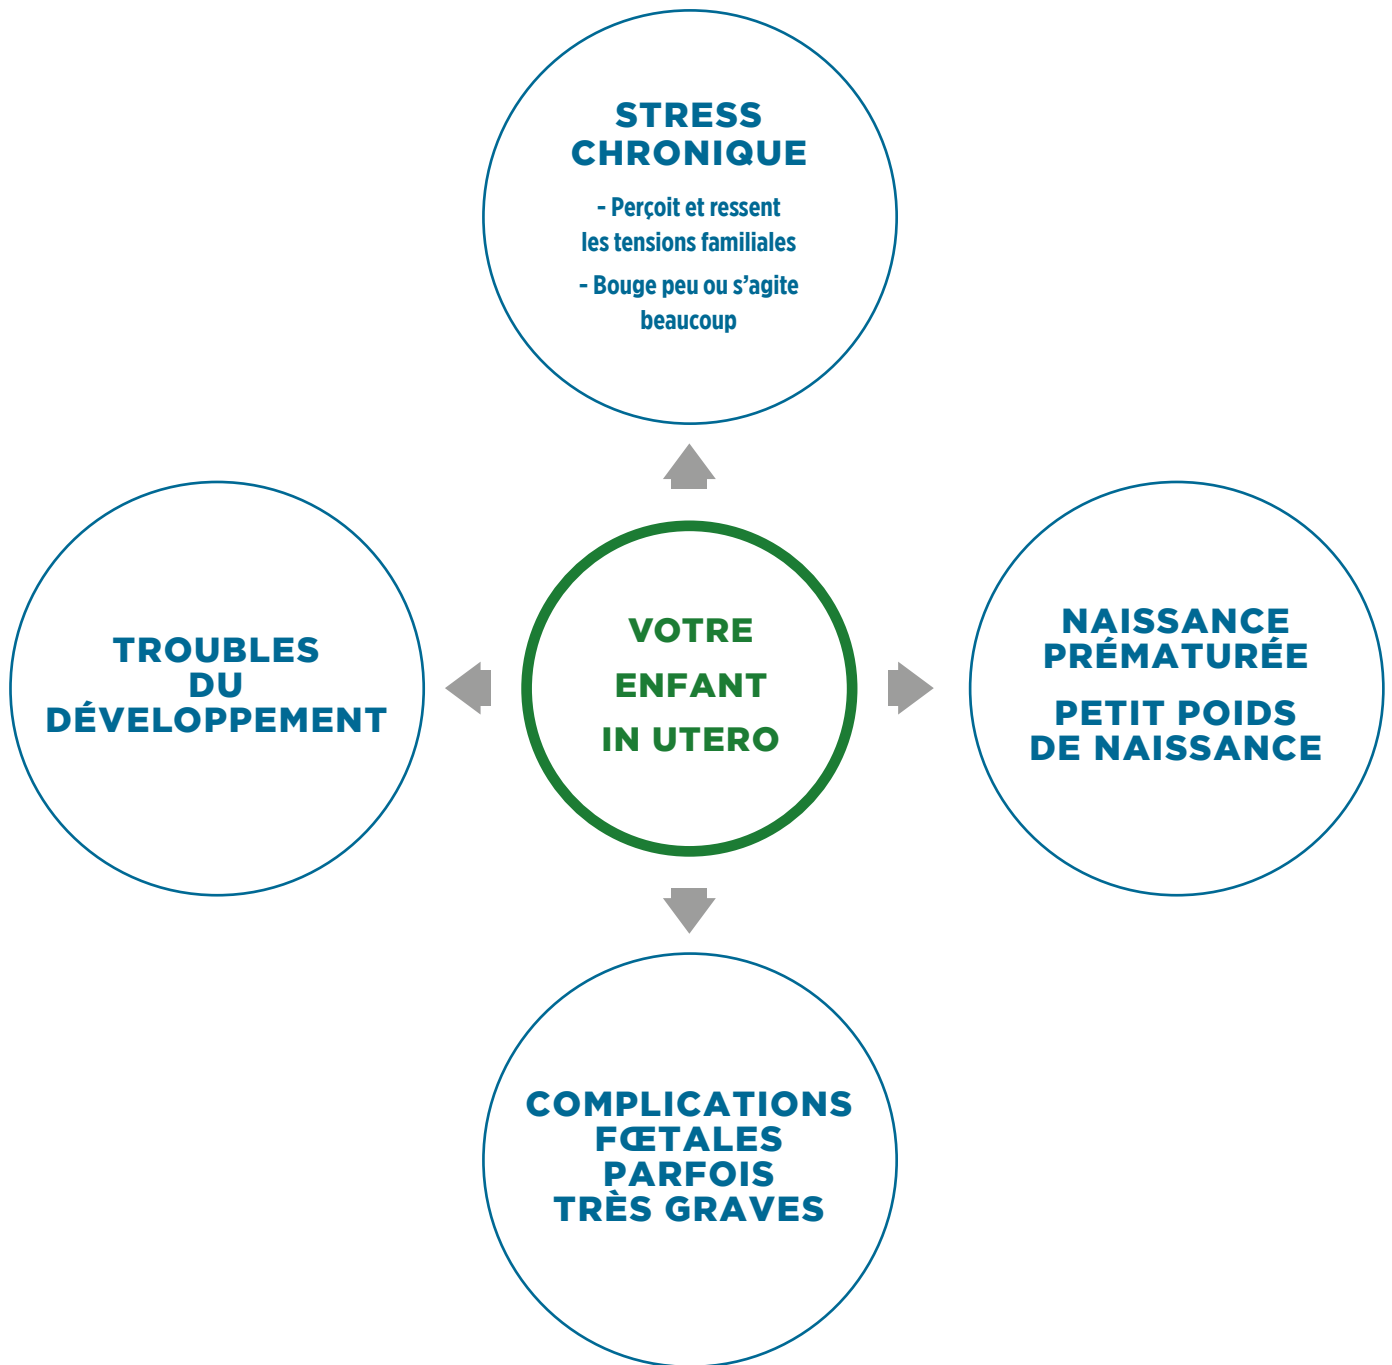 STRESS
CHRONIQUE
- Perçoit et ressent
les tensions familiales
- Bouge peu ou s’agite
beaucoup
TROUBLES
DU
DÉVELOPPEMENT
VOTRE
ENFANT
IN UTERO
NAISSANCE
PRÉMATURÉE
PETIT POIDS
DE NAISSANCE
COMPLICATIONS
FŒTALES
PARFOIS
TRÈS GRAVES